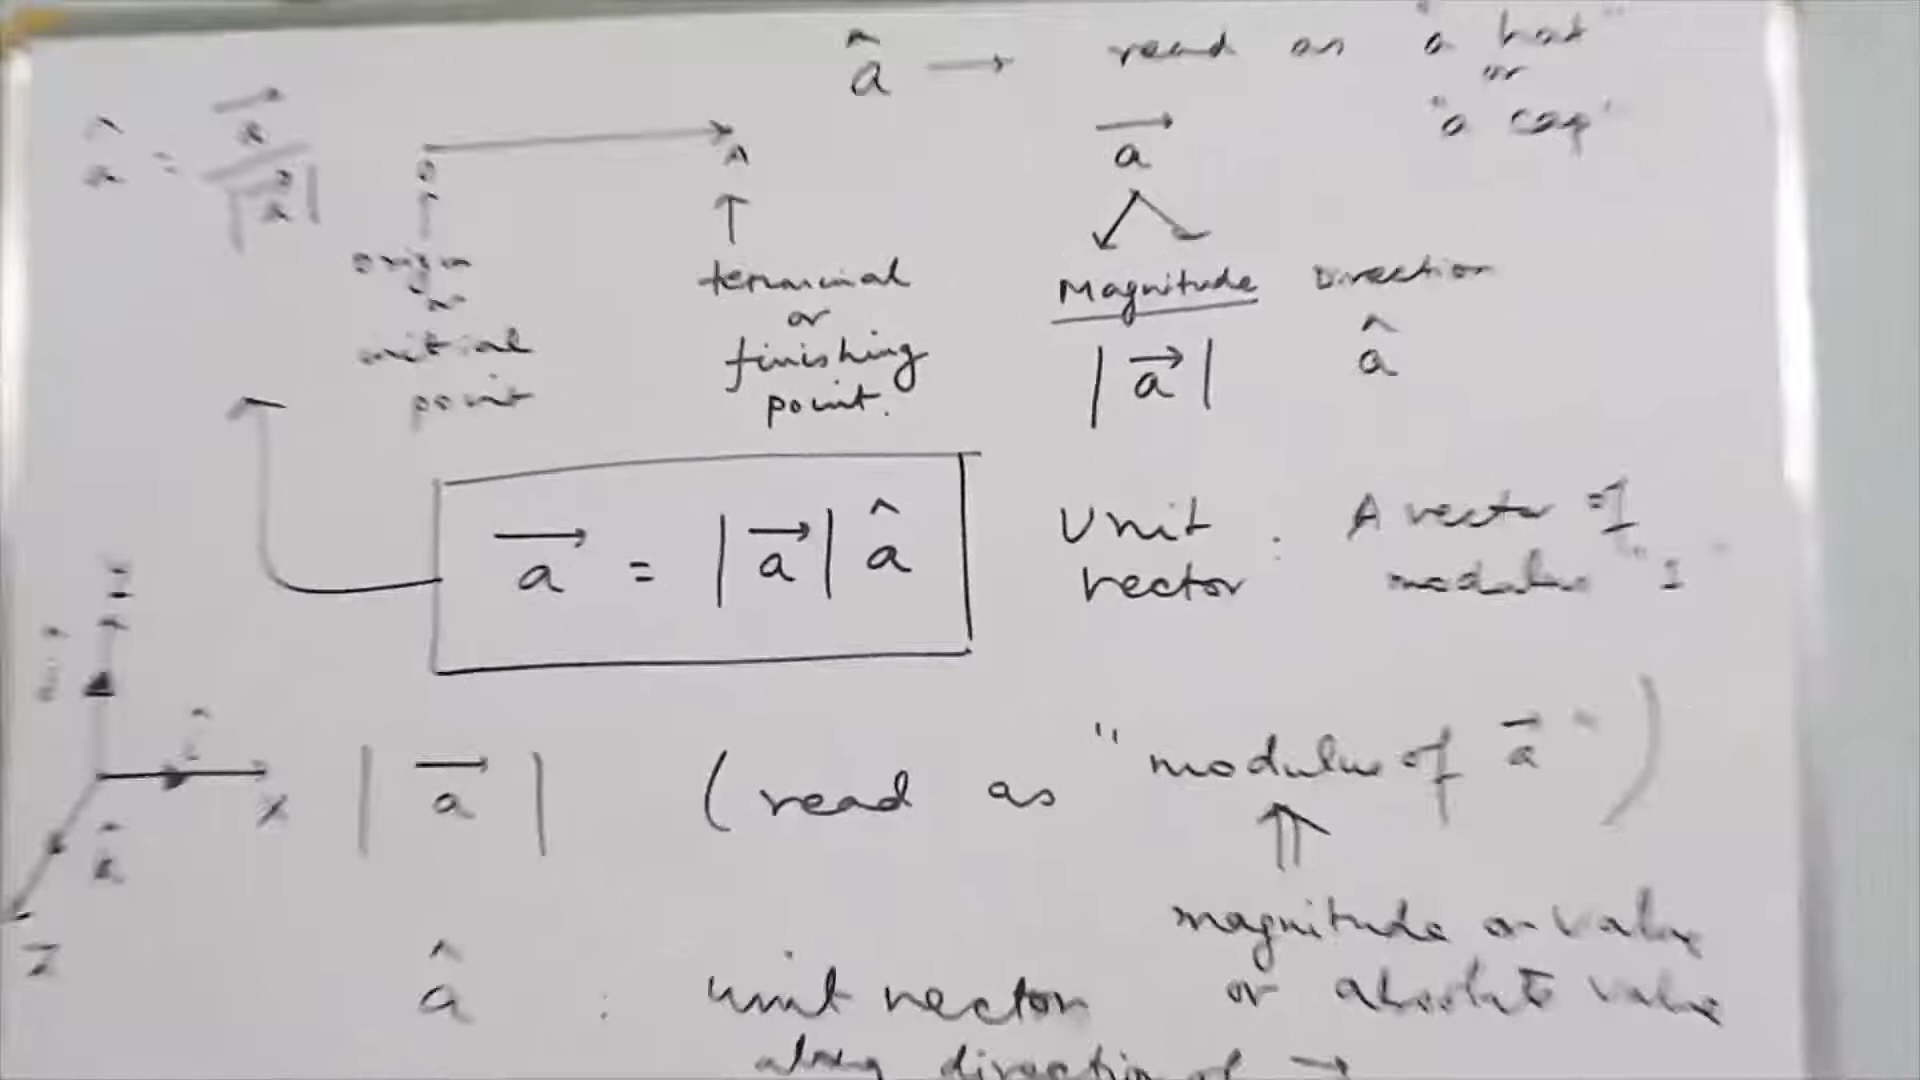 â → read as "a hat"
or
"a cap"
â = a⃗ / |a⃗|
O → A
a⃗
↑ ↑
origin
or
initial
point
terminal
or
finishing
point.
Magnitude Direction
|a⃗| â
a⃗ = |a⃗| â
Unit vector : A vector of
modulus "1"
Y
î
X
k̂
Z
|a⃗| (read as "modulus of a⃗")
⇑
magnitude or value
or absolute value
â : unit vector
along direction of →